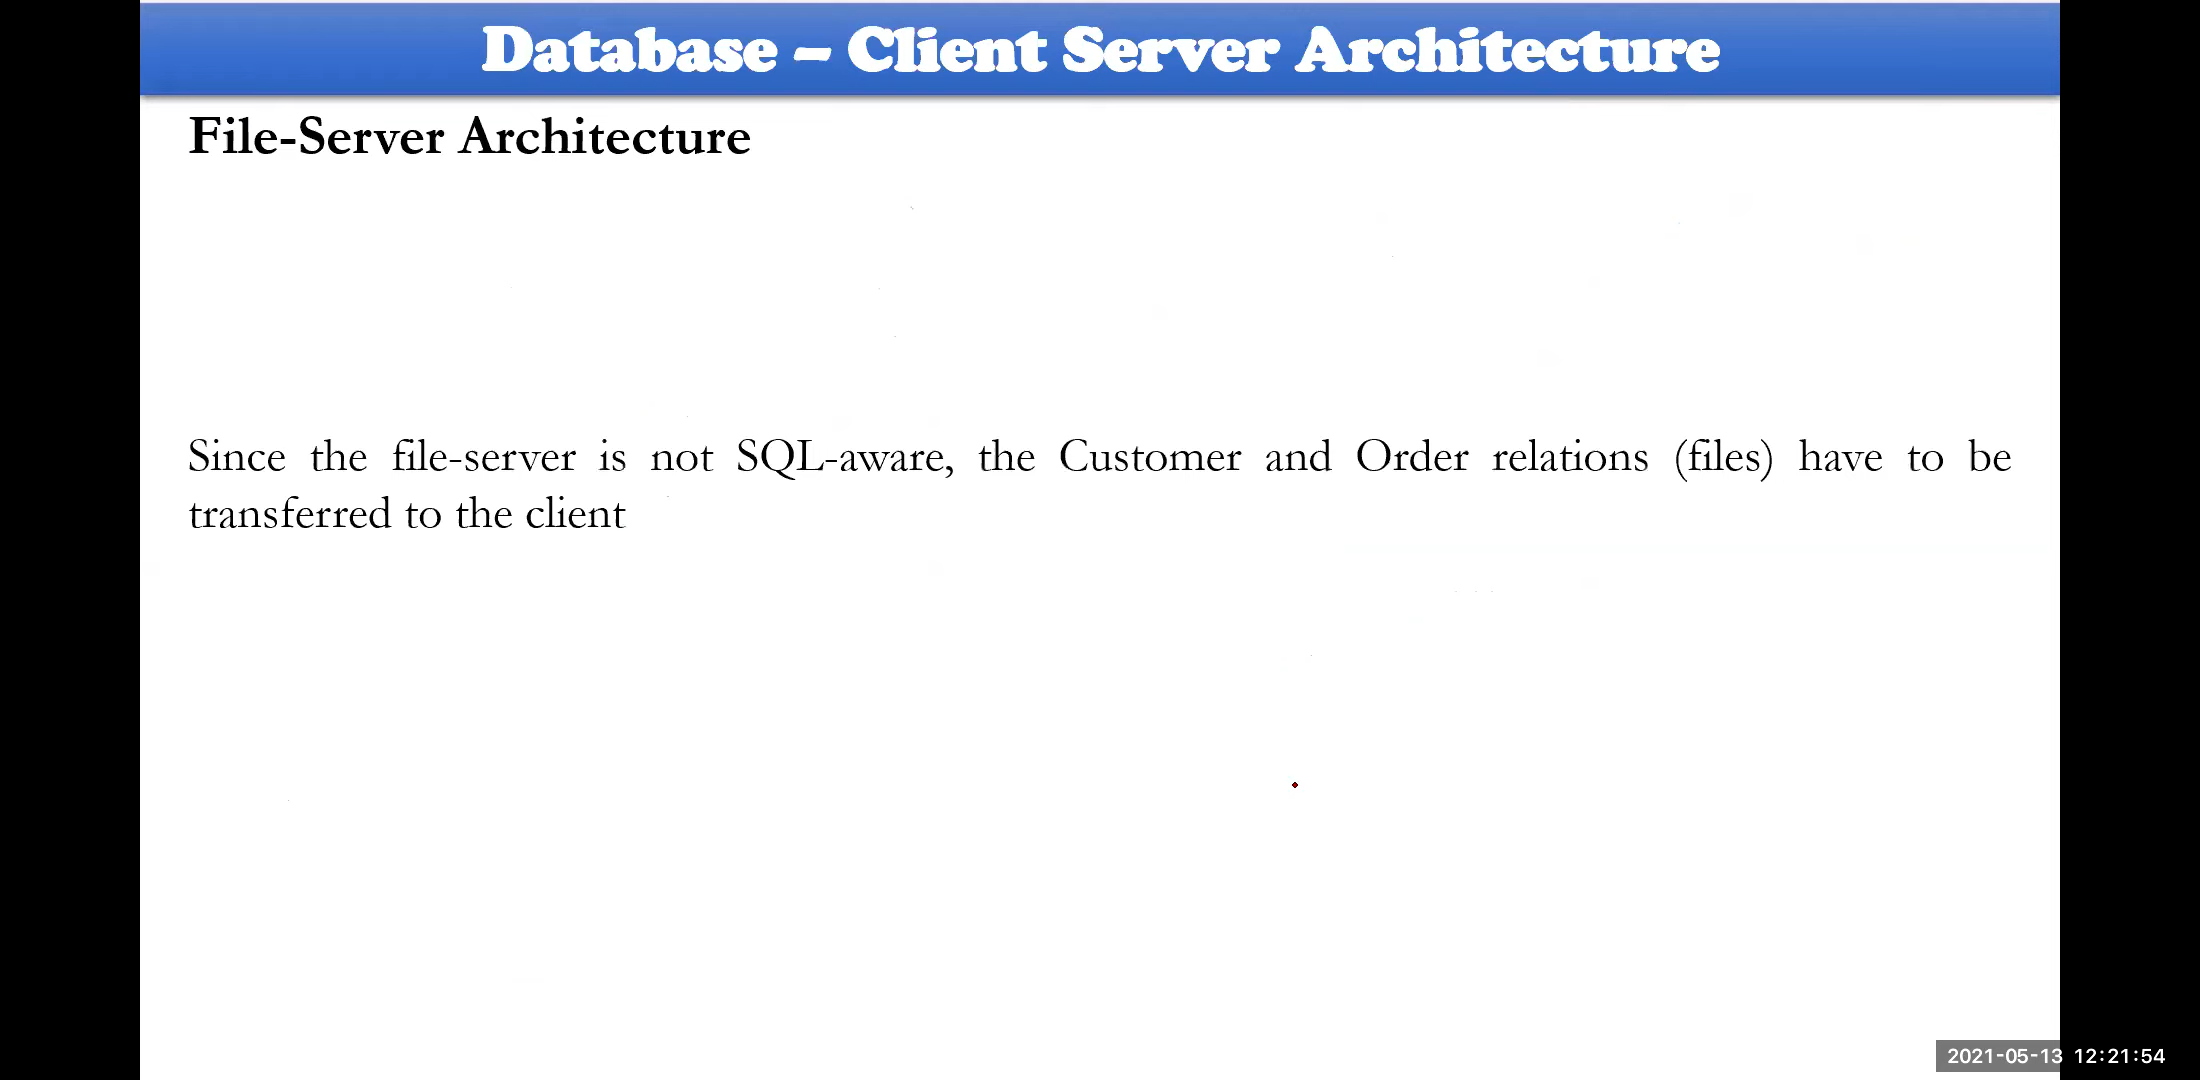 Database – Client Server Architecture
File-Server Architecture
Since the file-server is not SQL-aware, the Customer and Order relations (files) have to be
transferred to the client
2021-05-13 12:21:54